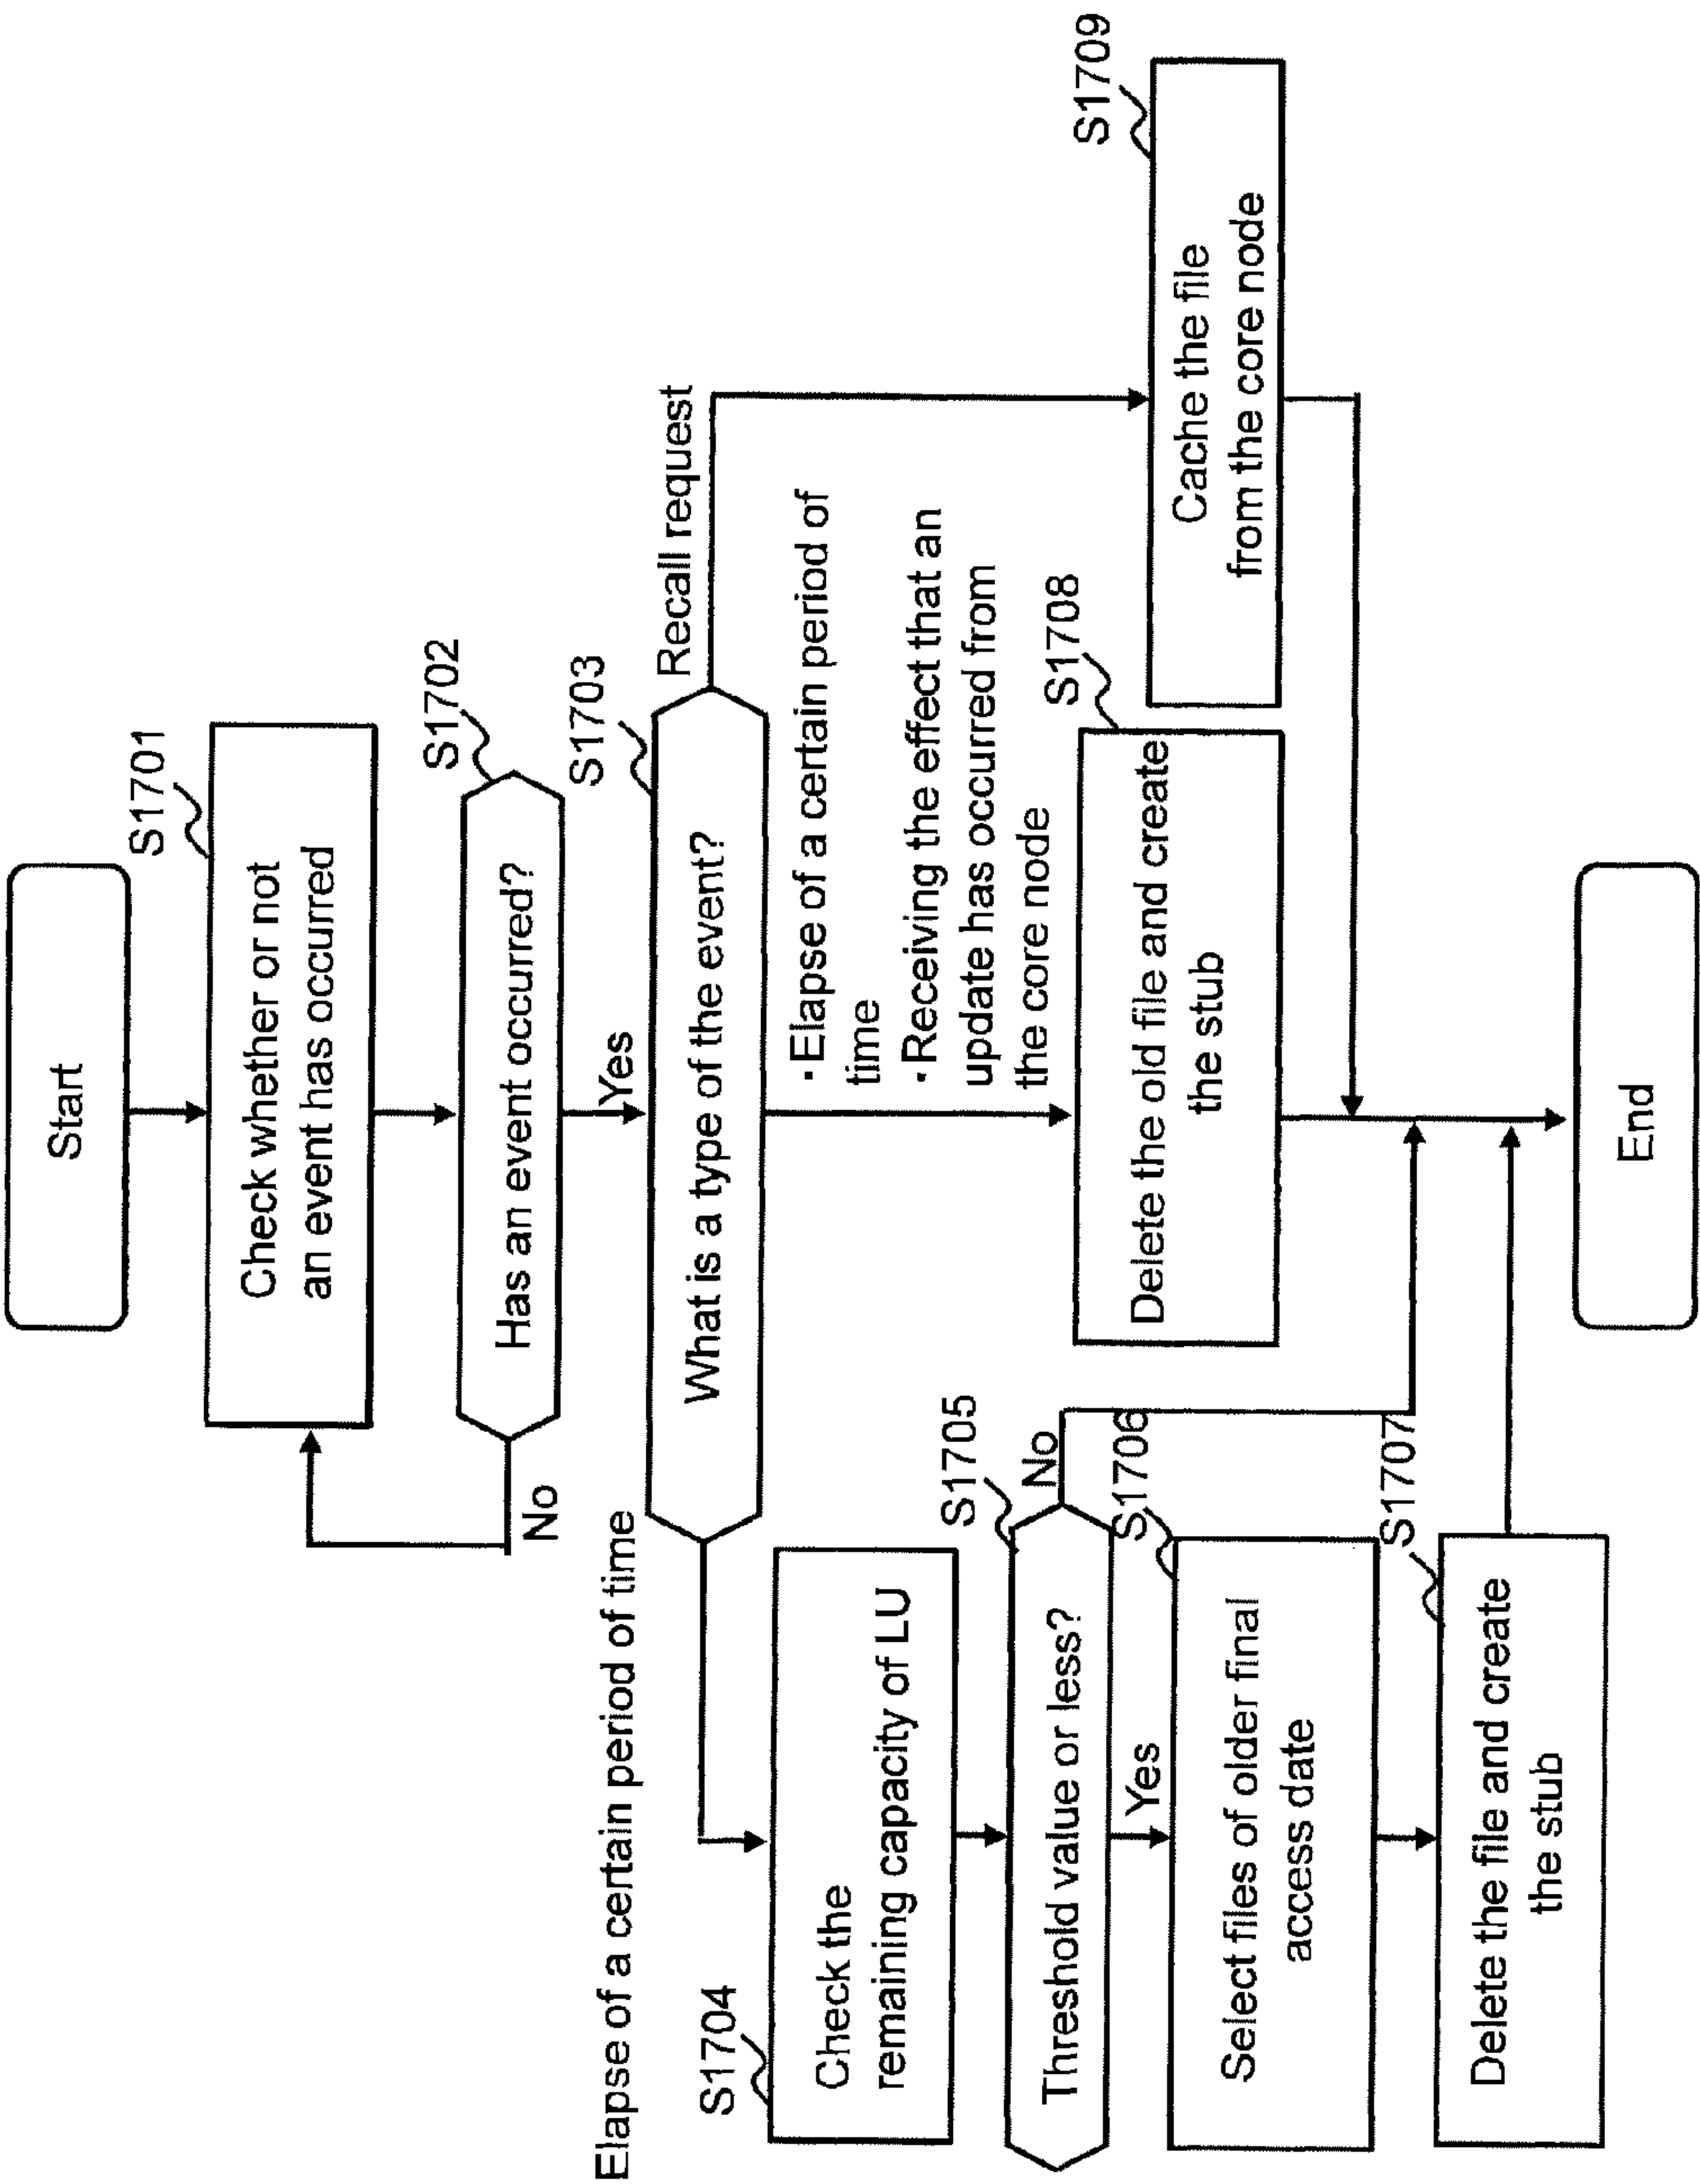 Start
S1701
Check whether or not
an event has occurred
S1702
Has an event occurred?
No
Yes
S1703
What is a type of the event?
Elapse of a certain period of time
Recall request
·Elapse of a certain period of
time
·Receiving the effect that an
update has occurred from
the core node
S1704
Check the
remaining capacity of LU
S1705
Threshold value or less?
No
Yes
S1706
Select files of older final
access date
S1707
Delete the file and create
the stub
S1708
Delete the old file and create
the stub
S1709
Cache the file
from the core node
End